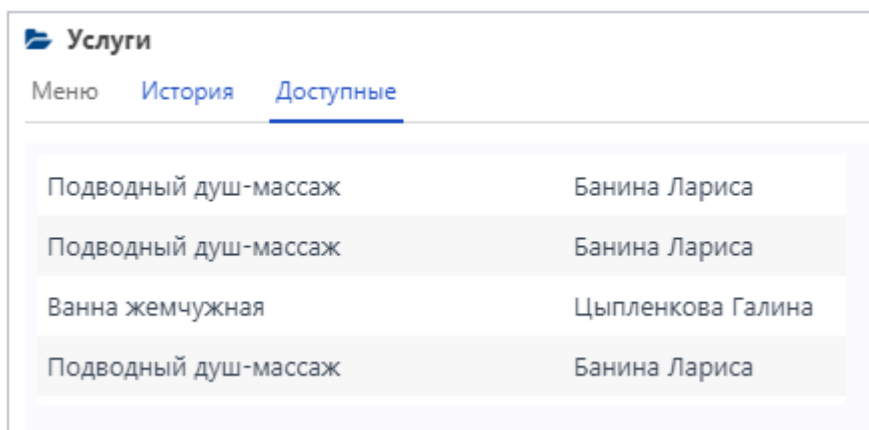 Услуги
Меню История Доступные
Подводный душ-массаж Банина Лариса
Подводный душ-массаж Банина Лариса
Ванна жемчужная Цыпленкова Галина
Подводный душ-массаж Банина Лариса